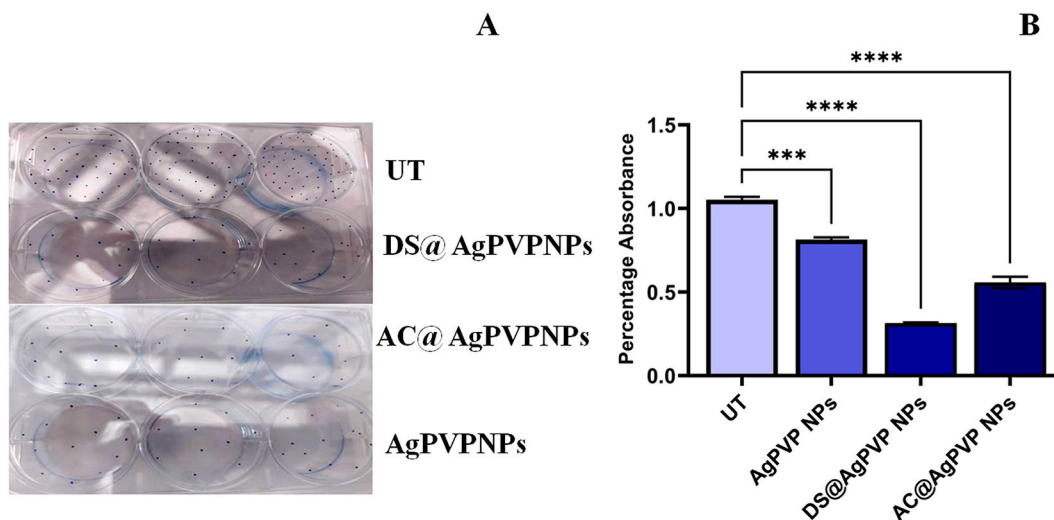 A
UT
DS@ AgPVPNPs
AC@ AgPVPNPs
AgPVPNPs
B
****
****
***
Percentage Absorbance
1.5
1.0
0.5
0.0
UT
AgPVP NPs
DS@AgPVP NPs
AC@AgPVP NPs